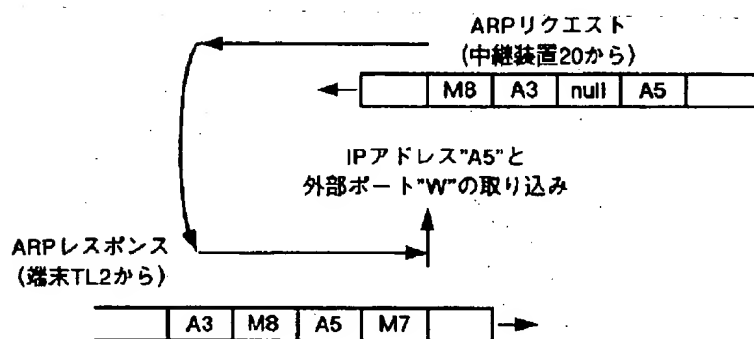 ARPリクエスト
(中継装置20から)
M8 A3 null A5
IPアドレス"A5"と
外部ポート"W"の取り込み
ARPレスポンス
(端末TL2から)
A3 M8 A5 M7